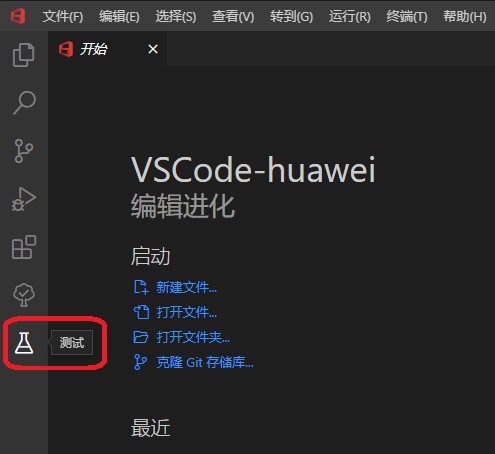 文件(F) 编辑(E) 选择(S) 查看(V) 转到(G) 运行(R) 终端(T) 帮助(H)
开始
VSCode-huawei
编辑进化
启动
新建文件...
打开文件...
打开文件夹...
测试
克隆 Git 存储库...
最近